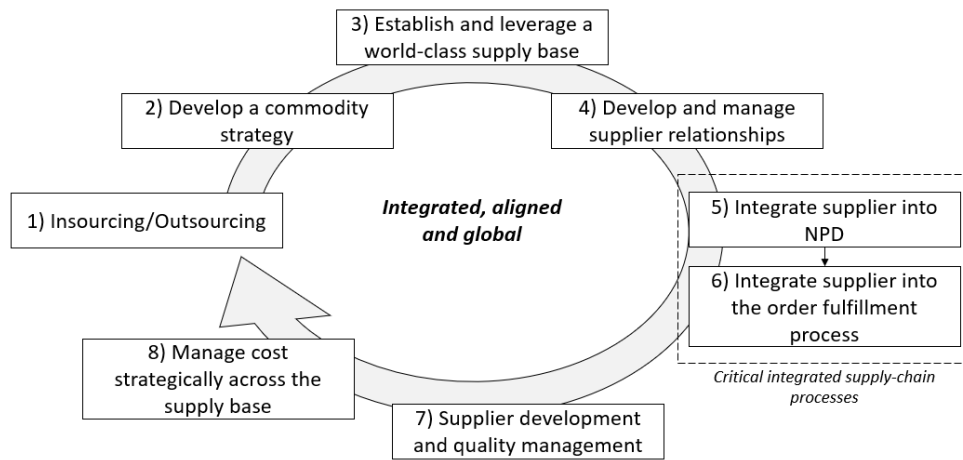 3) Establish and leverage a
world-class supply base
2) Develop a commodity
strategy
4) Develop and manage
supplier relationships
1) Insourcing/Outsourcing
Integrated, aligned
and global
5) Integrate supplier into
NPD
6) Integrate supplier into
the order fulfillment
process
8) Manage cost
strategically across the
supply base
Critical integrated supply-chain
processes
7) Supplier development
and quality management